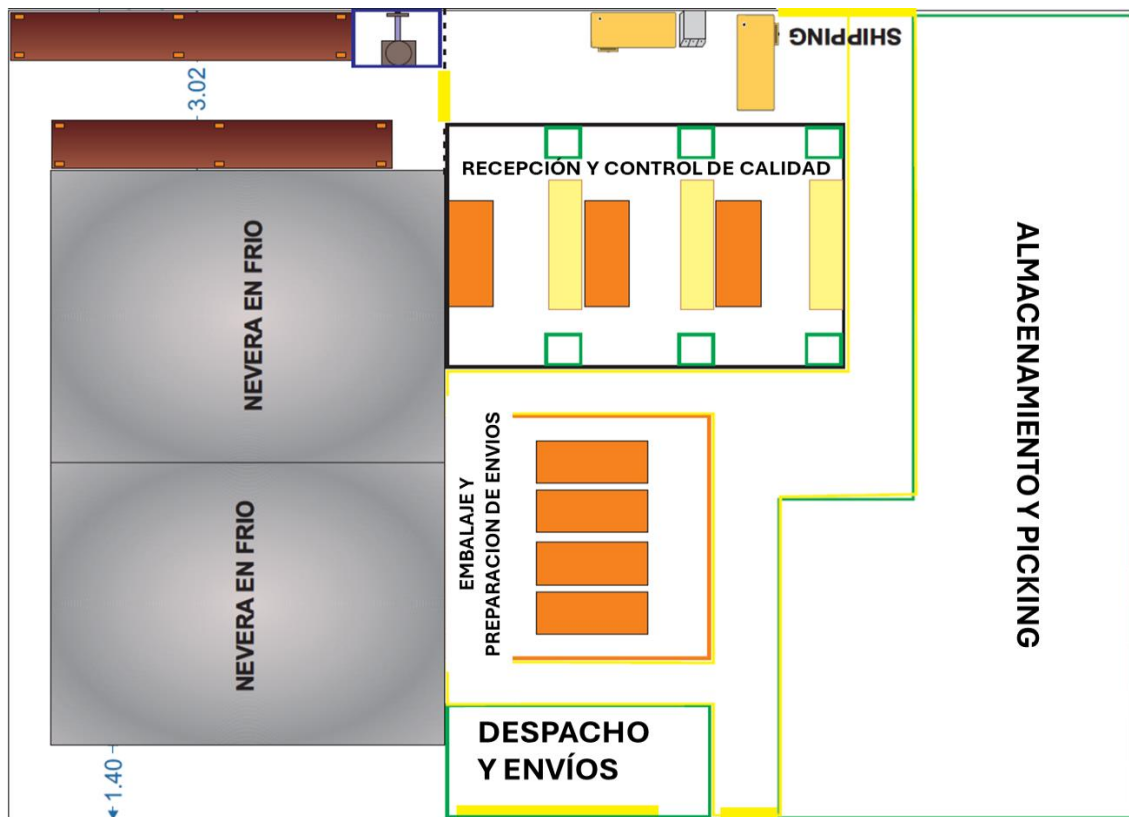 SHIPPING
3.02
RECEPCIÓN Y CONTROL DE CALIDAD
NEVERA EN FRIO
ALMACENAMIENTO Y PICKING
EMBALAJE Y
PREPARACION DE ENVIOS
NEVERA EN FRIO
DESPACHO
Y ENVÍOS
1.40